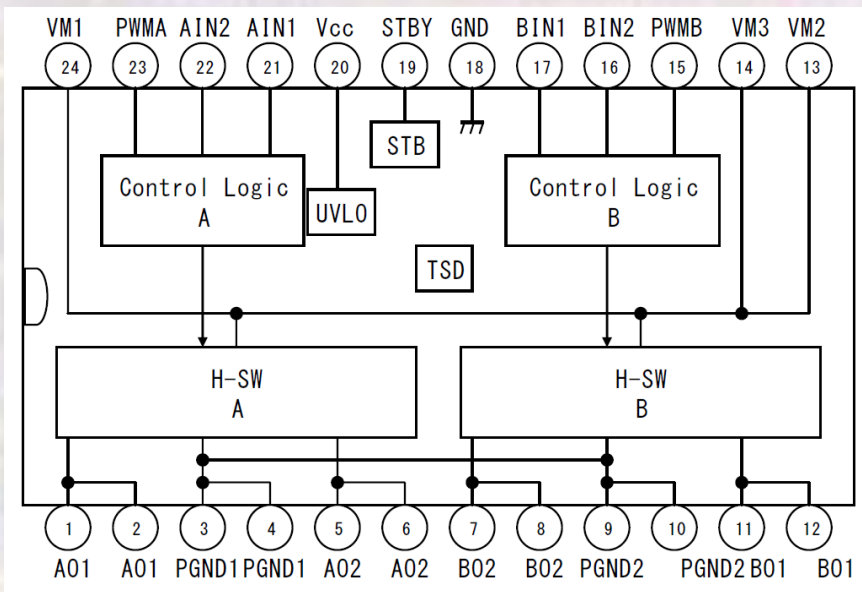 VM1 PWMA AIN2 AIN1 Vcc STBY GND BIN1 BIN2 PWMB VM3 VM2
24 23 22 21 20 19 18 17 16 15 14 13
STB
Control Logic
A
Control Logic
B
UVLO
TSD
H-SW
A
H-SW
B
1 2 3 4 5 6 7 8 9 10 11 12
AO1 AO1 PGND1 PGND1 AO2 AO2 BO2 BO2 PGND2 PGND2 BO1 BO1